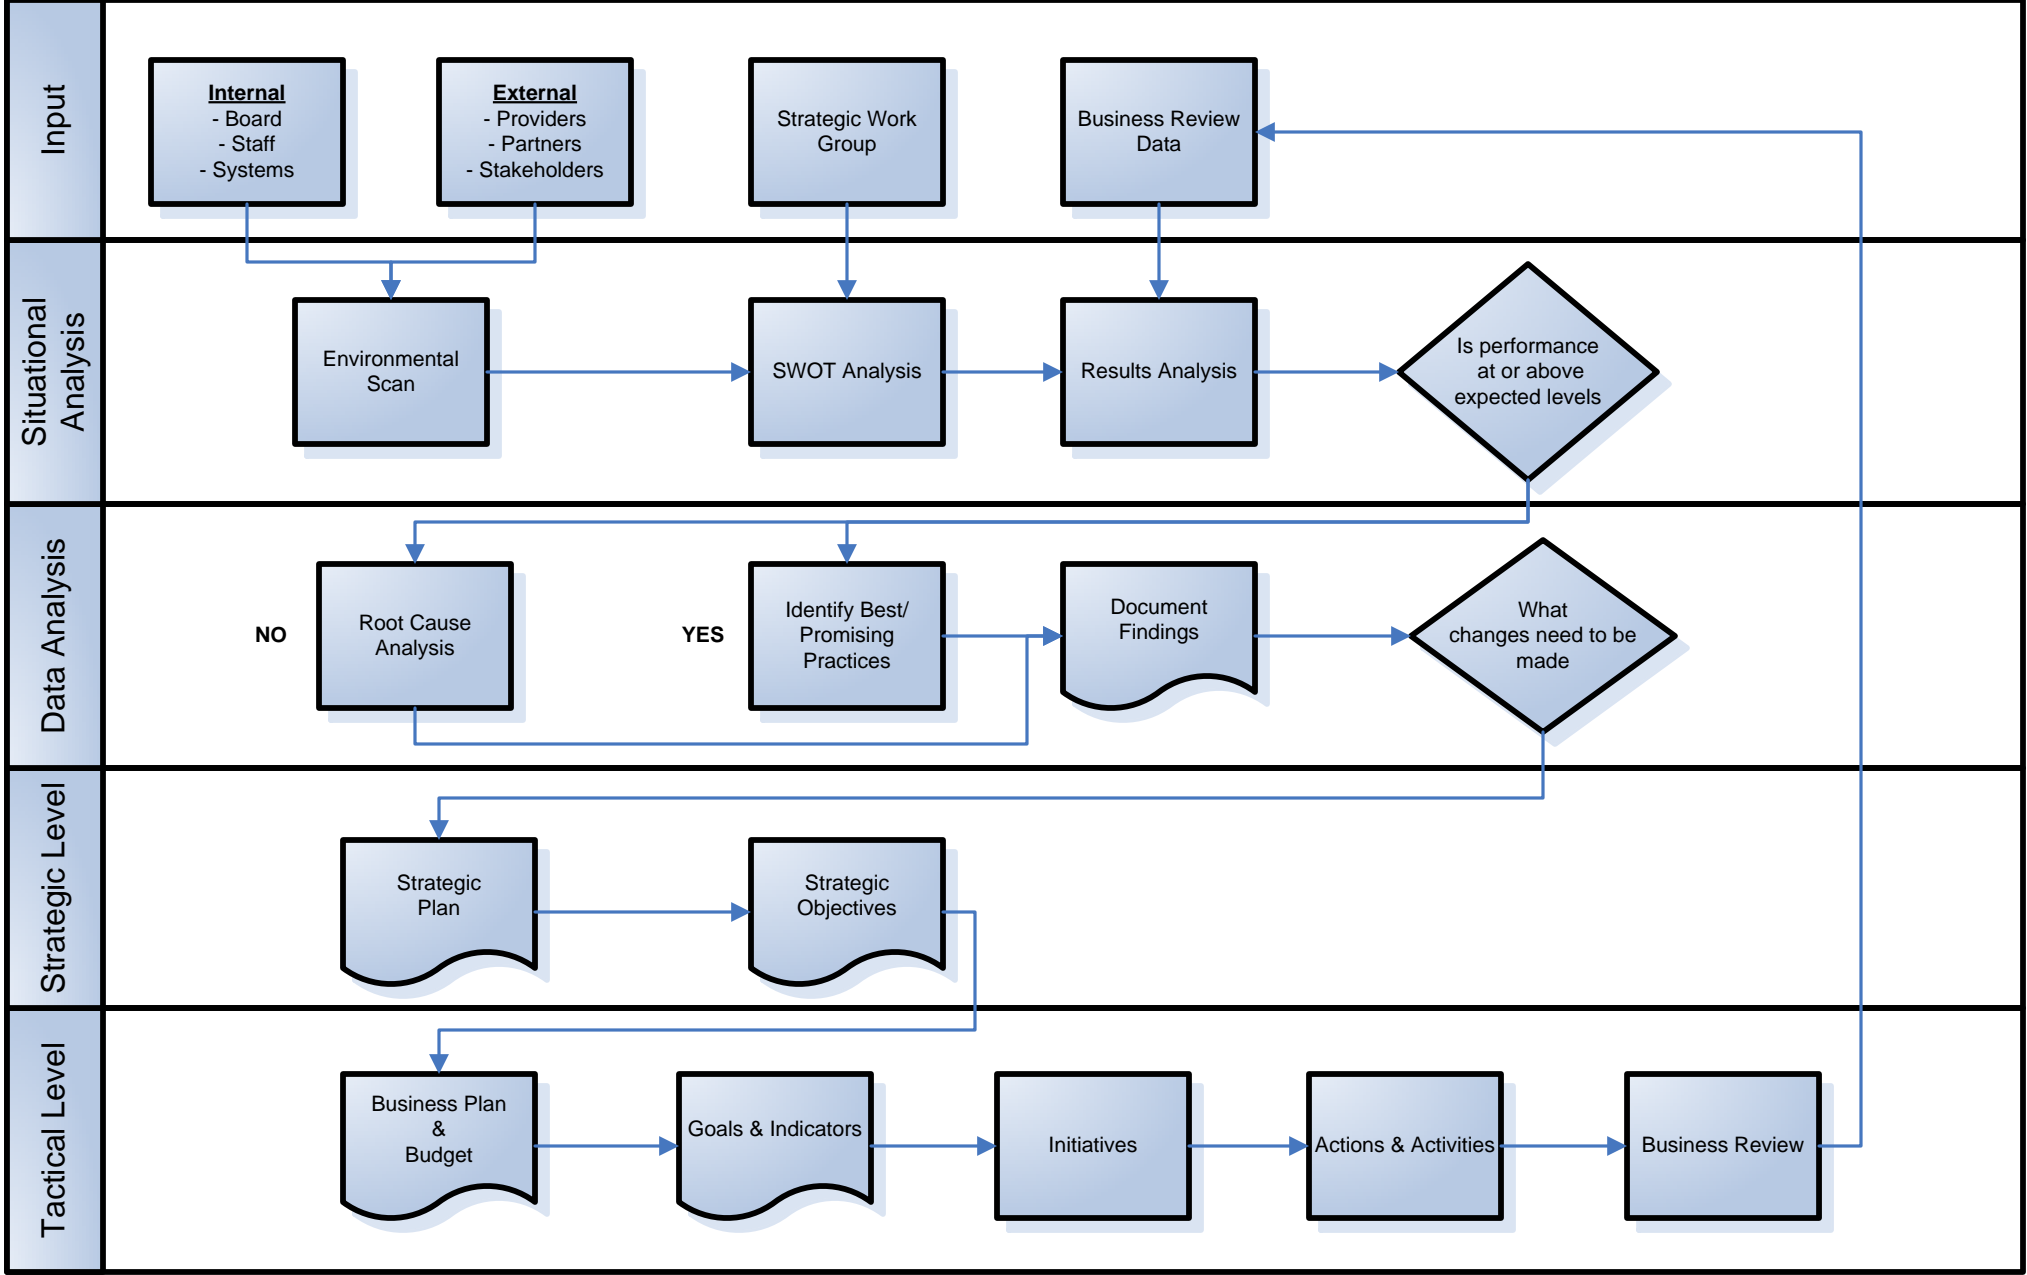 Input
Internal
- Board
- Staff
- Systems
External
- Providers
- Partners
- Stakeholders
Strategic Work
Group
Business Review
Data
Situational
Analysis
Environmental
Scan
SWOT Analysis
Results Analysis
Is performance
at or above
expected levels
Data Analysis
NO
Root Cause
Analysis
YES
Identify Best/
Promising
Practices
Document
Findings
What
changes need to be
made
Strategic Level
Strategic
Plan
Strategic
Objectives
Tactical Level
Business Plan
&
Budget
Goals & Indicators
Initiatives
Actions & Activities
Business Review